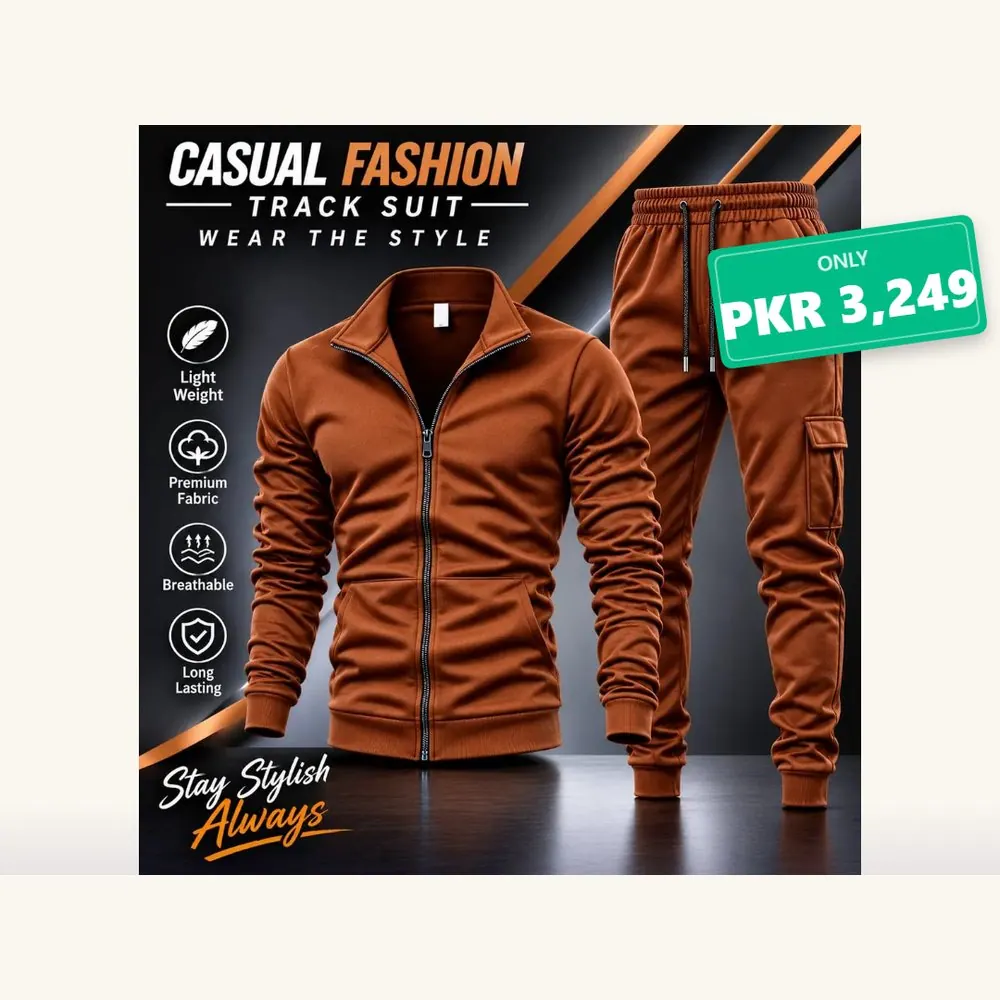 CASUAL FASHION
TRACK SUIT
WEAR THE STYLE
ONLY
PKR 3,249
Light
Weight
Premium
Fabric
Breathable
Long
Lasting
Stay Stylish
Always